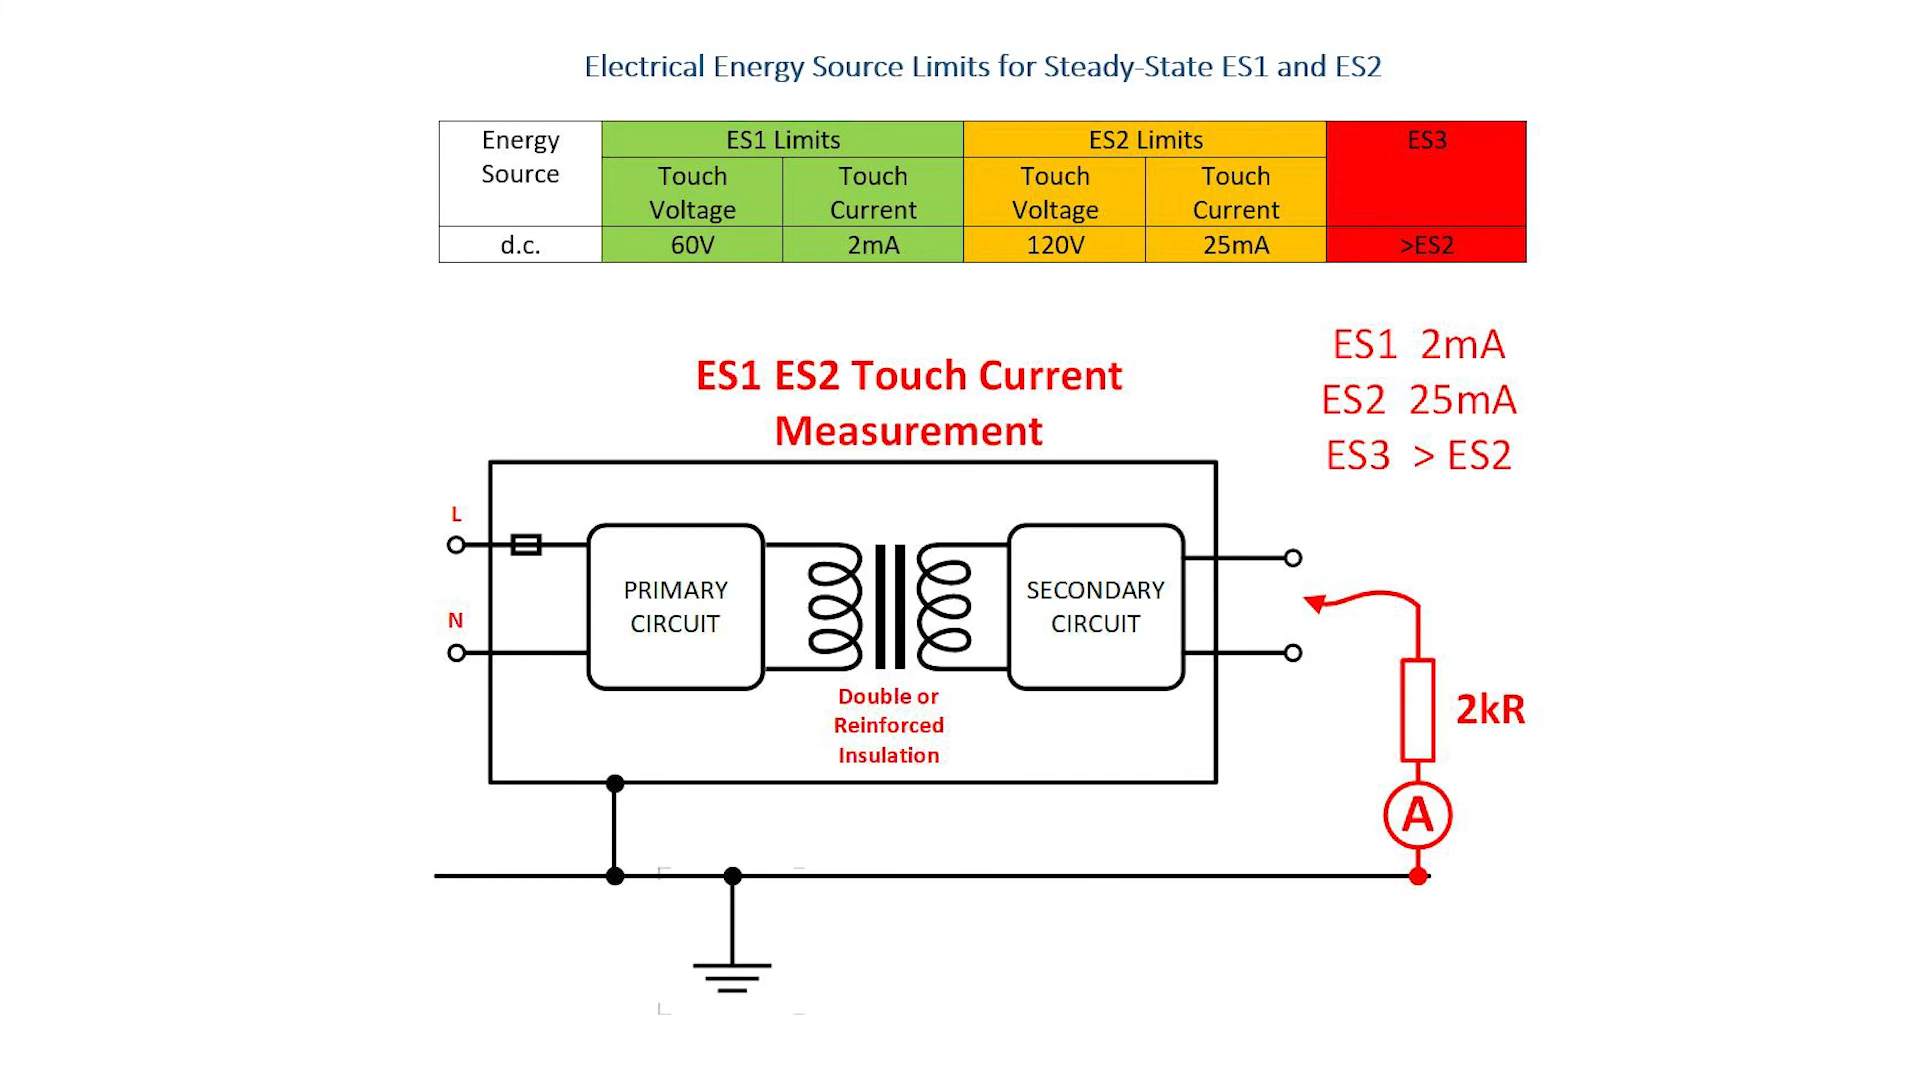 Electrical Energy Source Limits for Steady-State ES1 and ES2
Energy Source
ES1 Limits
ES2 Limits
ES3
Touch Voltage
Touch Current
Touch Voltage
Touch Current
d.c.
60V
2mA
120V
25mA
>ES2
ES1 2mA
ES2 25mA
ES3 > ES2
ES1 ES2 Touch Current
Measurement
L
N
PRIMARY
CIRCUIT
SECONDARY
CIRCUIT
Double or
Reinforced
Insulation
2kR
A